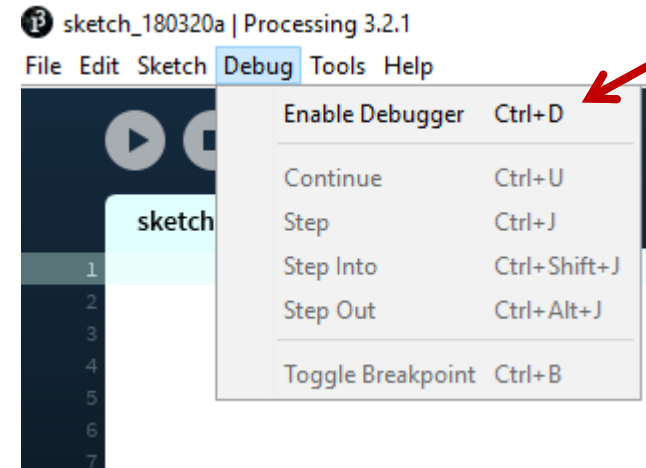 sketch_180320a | Processing 3.2.1
File Edit Sketch Debug Tools Help
Enable Debugger Ctrl+D
Continue Ctrl+U
sketch
Step Ctrl+J
1
Step Into Ctrl+Shift+J
2
Step Out Ctrl+Alt+J
3
4
Toggle Breakpoint Ctrl+B
5
6
7